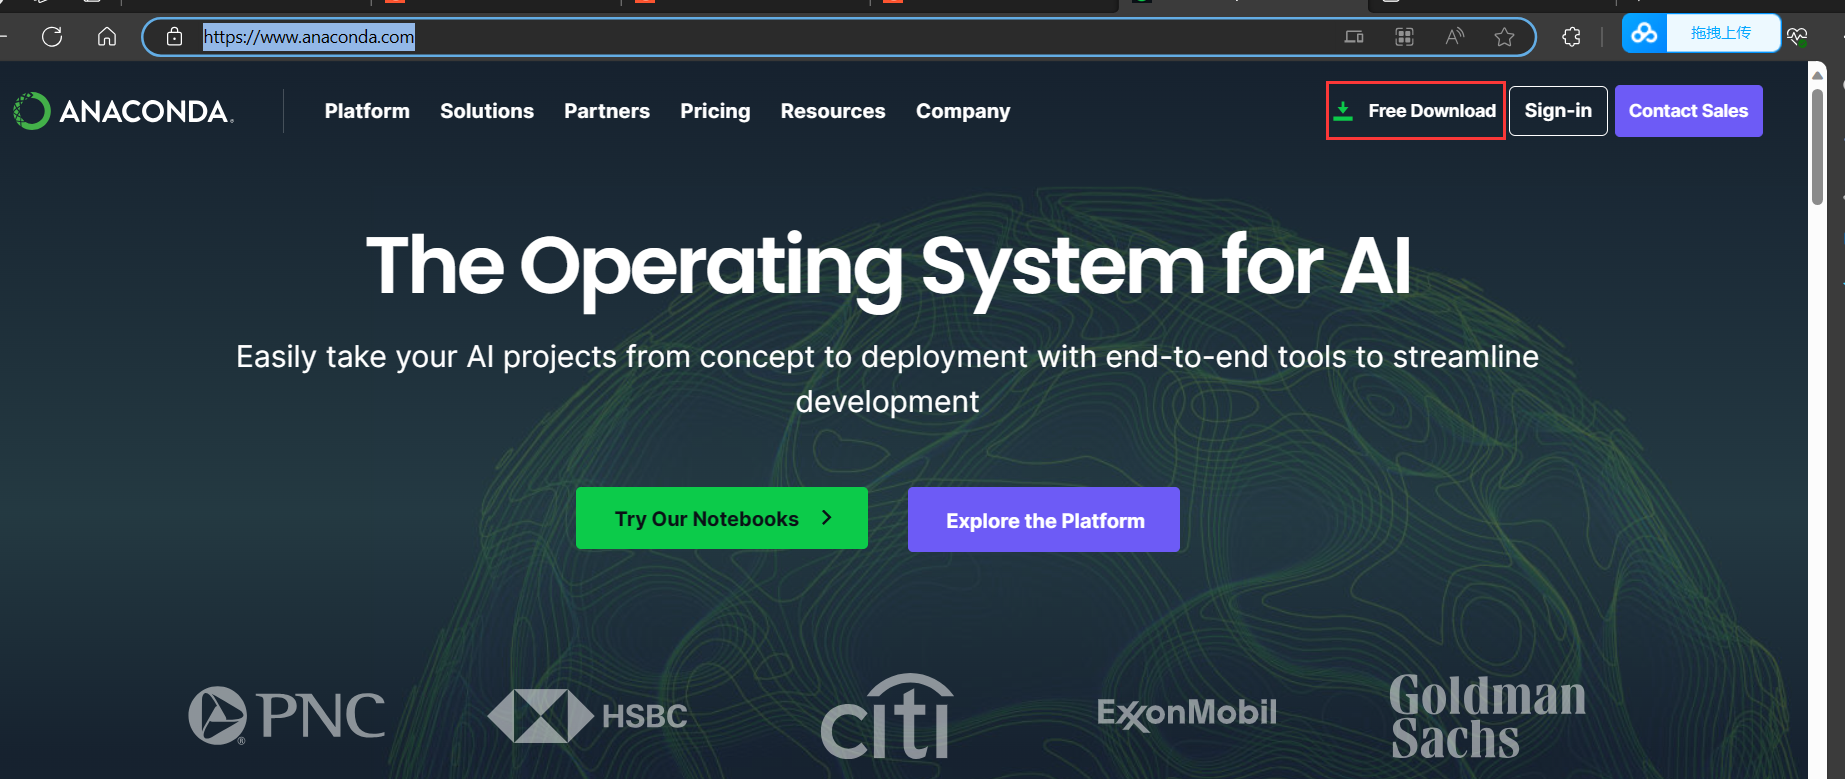 https://www.anaconda.com
拖拽上传
ANACONDA.
Platform
Solutions
Partners
Pricing
Resources
Company
Free Download
Sign-in
Contact Sales
The Operating System for AI
Easily take your AI projects from concept to deployment with end-to-end tools to streamline
development
Try Our Notebooks
Explore the Platform
PNC
HSBC
citi
ExxonMobil
Goldman
Sachs